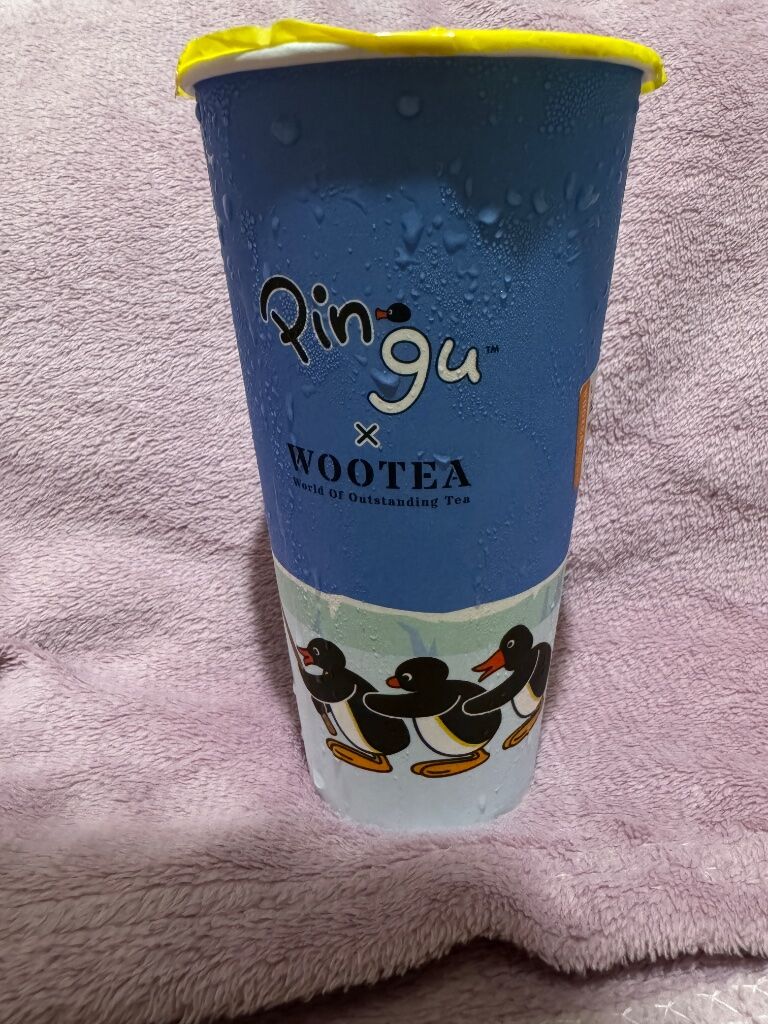 Pingu™
×
WOOTEA
World Of Outstanding Tea